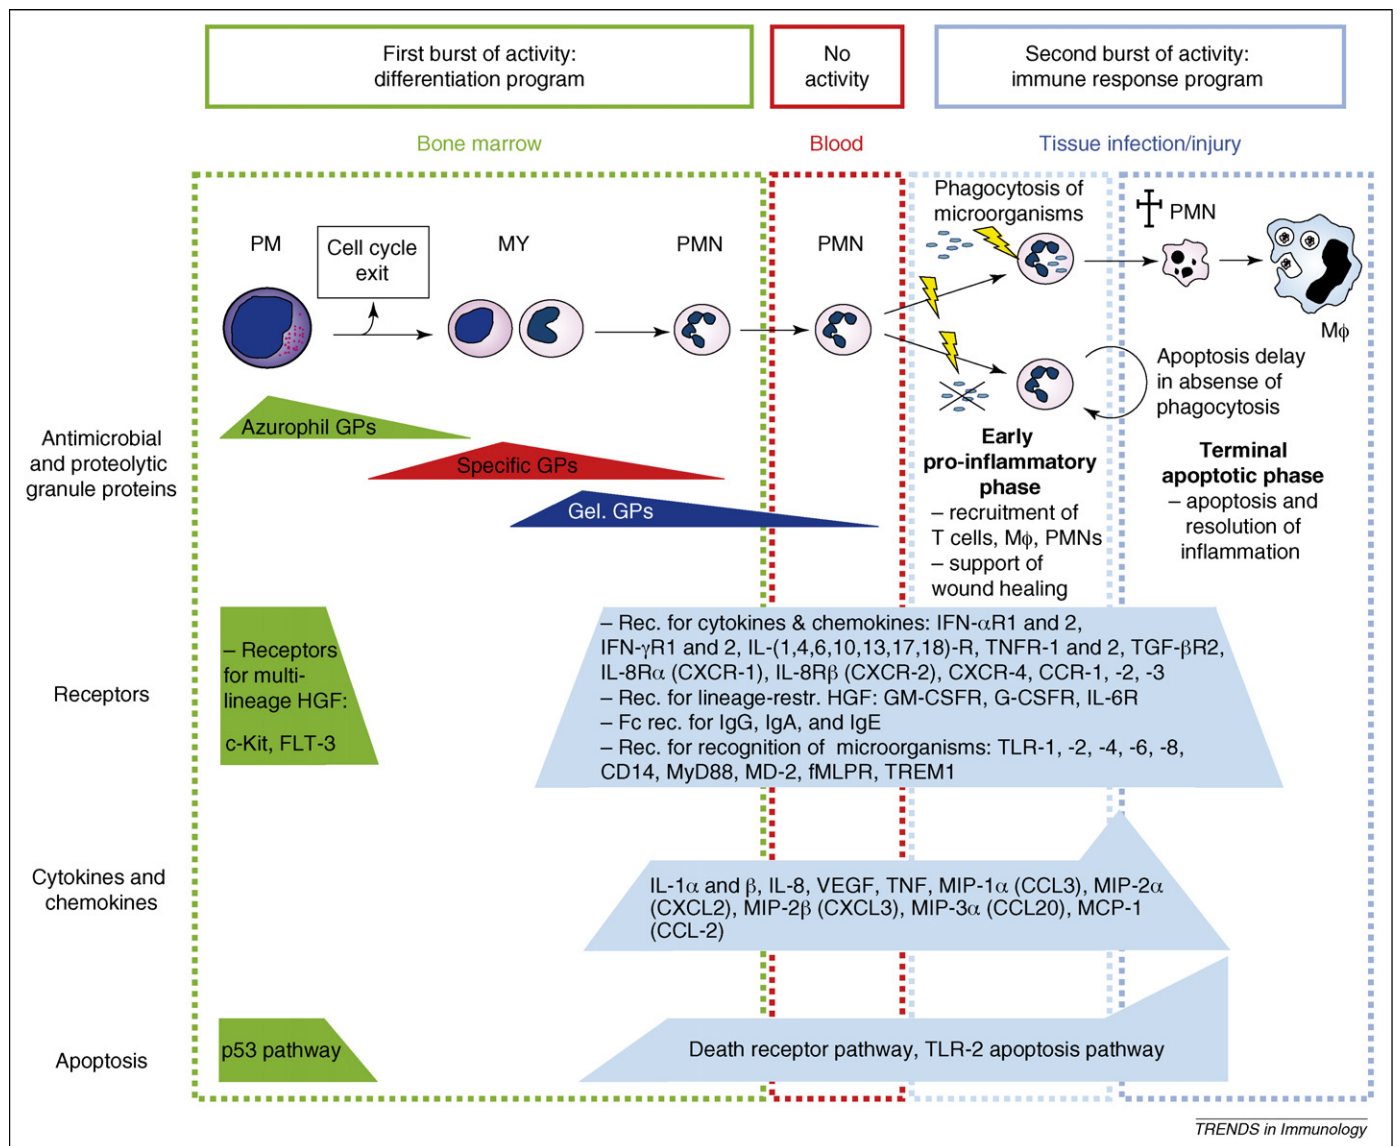 First burst of activity:
differentiation program
No
activity
Second burst of activity:
immune response program
Bone marrow
Blood
Tissue infection/injury
PM
Cell cycle
exit
MY
PMN
PMN
Phagocytosis of
microorganisms
PMN
Mϕ
Apoptosis delay
in absense of
phagocytosis
Antimicrobial
and proteolytic
granule proteins
Azurophil GPs
Specific GPs
Gel. GPs
Early
pro-inflammatory
phase
– recruitment of
T cells, Mϕ, PMNs
– support of
wound healing
Terminal
apoptotic phase
– apoptosis and
resolution of
inflammation
Receptors
– Receptors
for multi-
lineage HGF:
c-Kit, FLT-3
– Rec. for cytokines & chemokines: IFN-αR1 and 2,
IFN-γR1 and 2, IL-(1,4,6,10,13,17,18)-R, TNFR-1 and 2, TGF-βR2,
IL-8Rα (CXCR-1), IL-8Rβ (CXCR-2), CXCR-4, CCR-1, -2, -3
– Rec. for lineage-restr. HGF: GM-CSFR, G-CSFR, IL-6R
– Fc rec. for IgG, IgA, and IgE
– Rec. for recognition of microorganisms: TLR-1, -2, -4, -6, -8,
CD14, MyD88, MD-2, fMLPR, TREM1
Cytokines and
chemokines
IL-1α and β, IL-8, VEGF, TNF, MIP-1α (CCL3), MIP-2α
(CXCL2), MIP-2β (CXCL3), MIP-3α (CCL20), MCP-1
(CCL-2)
Apoptosis
p53 pathway
Death receptor pathway, TLR-2 apoptosis pathway
TRENDS in Immunology